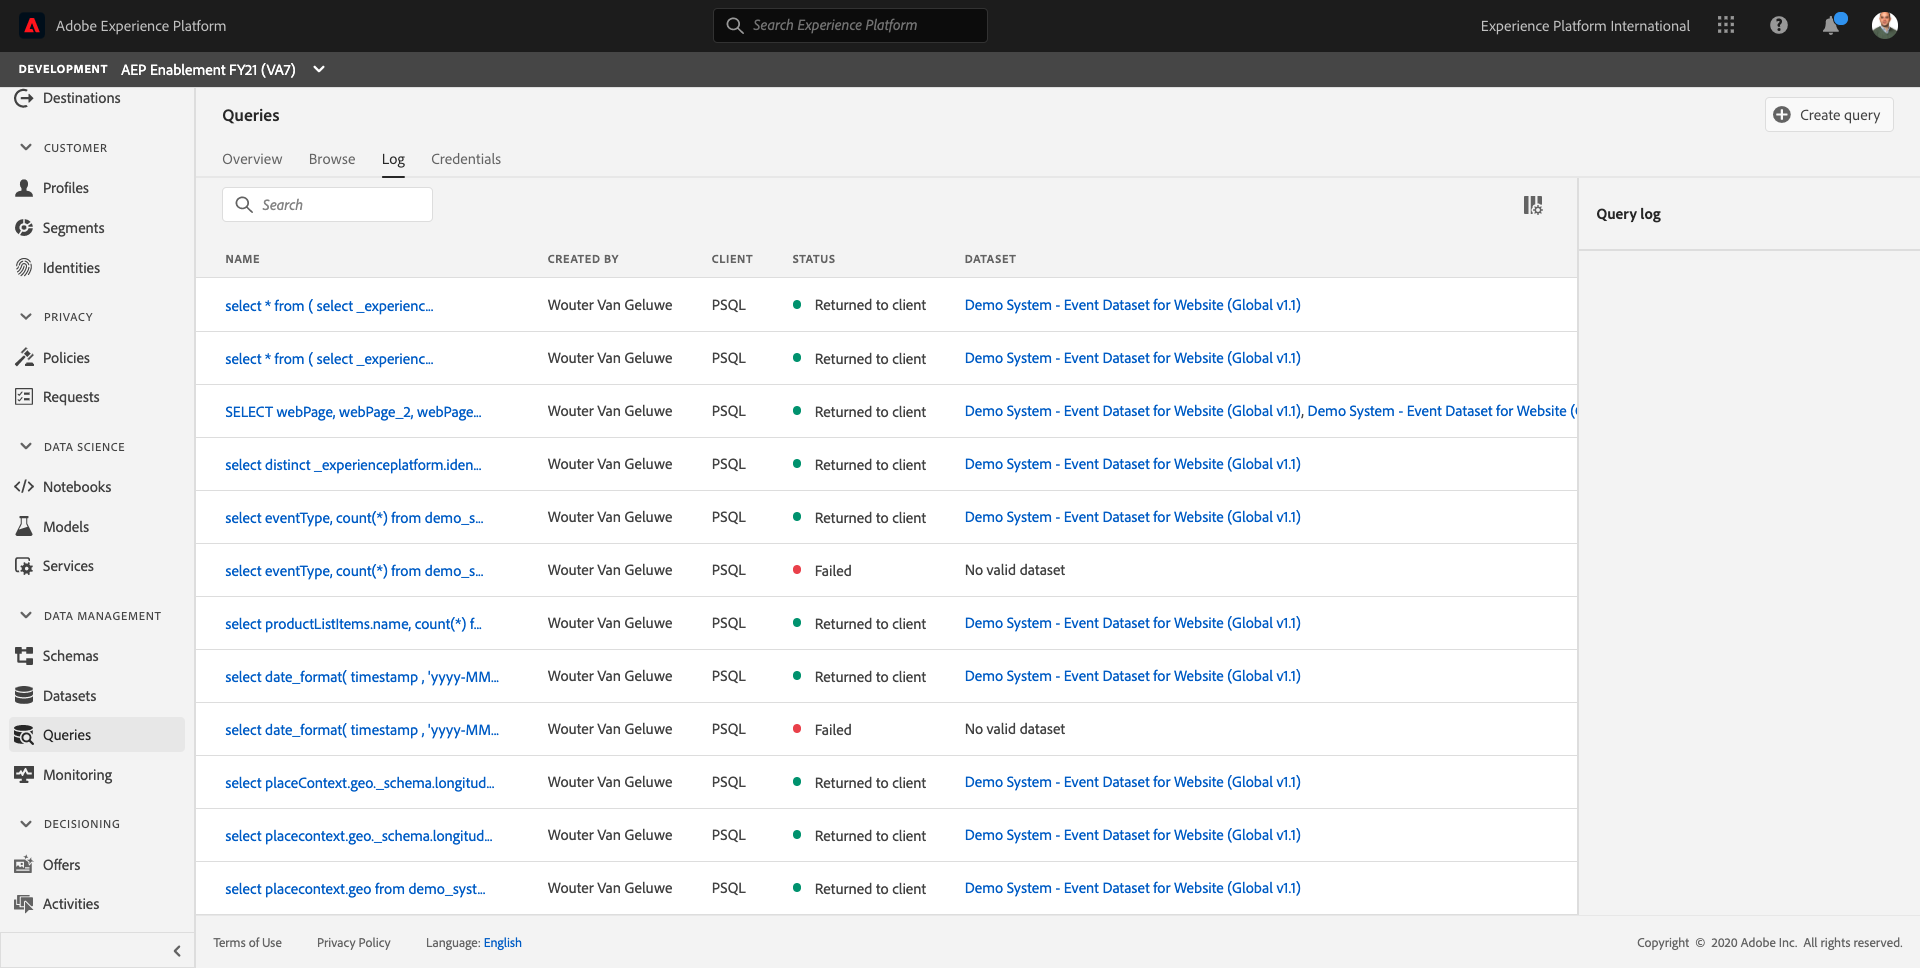 Adobe Experience Platform
Search Experience Platform
Experience Platform International
DEVELOPMENT AEP Enablement FY21 (VA7)
Destinations
CUSTOMER
Profiles
Segments
Identities
PRIVACY
Policies
Requests
DATA SCIENCE
Notebooks
Models
Services
DATA MANAGEMENT
Schemas
Datasets
Queries
Monitoring
DECISIONING
Offers
Activities
Queries
Create query
Overview Browse Log Credentials
Search
Query log
NAME CREATED BY CLIENT STATUS DATASET
select * from ( select _experienc... Wouter Van Geluwe PSQL Returned to client Demo System - Event Dataset for Website (Global v1.1)
select * from ( select _experienc... Wouter Van Geluwe PSQL Returned to client Demo System - Event Dataset for Website (Global v1.1)
SELECT webPage, webPage_2, webPage... Wouter Van Geluwe PSQL Returned to client Demo System - Event Dataset for Website (Global v1.1), Demo System - Event Dataset for Website (
select distinct _experienceplatform.iden... Wouter Van Geluwe PSQL Returned to client Demo System - Event Dataset for Website (Global v1.1)
select eventType, count(*) from demo_s... Wouter Van Geluwe PSQL Returned to client Demo System - Event Dataset for Website (Global v1.1)
select eventType, count(*) from demo_s... Wouter Van Geluwe PSQL Failed No valid dataset
select productListItems.name, count(*) f... Wouter Van Geluwe PSQL Returned to client Demo System - Event Dataset for Website (Global v1.1)
select date_format( timestamp , 'yyyy-MM... Wouter Van Geluwe PSQL Returned to client Demo System - Event Dataset for Website (Global v1.1)
select date_format( timestamp , 'yyyy-MM... Wouter Van Geluwe PSQL Failed No valid dataset
select placeContext.geo._schema.longitud... Wouter Van Geluwe PSQL Returned to client Demo System - Event Dataset for Website (Global v1.1)
select placecontext.geo._schema.longitud... Wouter Van Geluwe PSQL Returned to client Demo System - Event Dataset for Website (Global v1.1)
select placecontext.geo from demo_syst... Wouter Van Geluwe PSQL Returned to client Demo System - Event Dataset for Website (Global v1.1)
Terms of Use Privacy Policy Language: English
Copyright © 2020 Adobe Inc. All rights reserved.